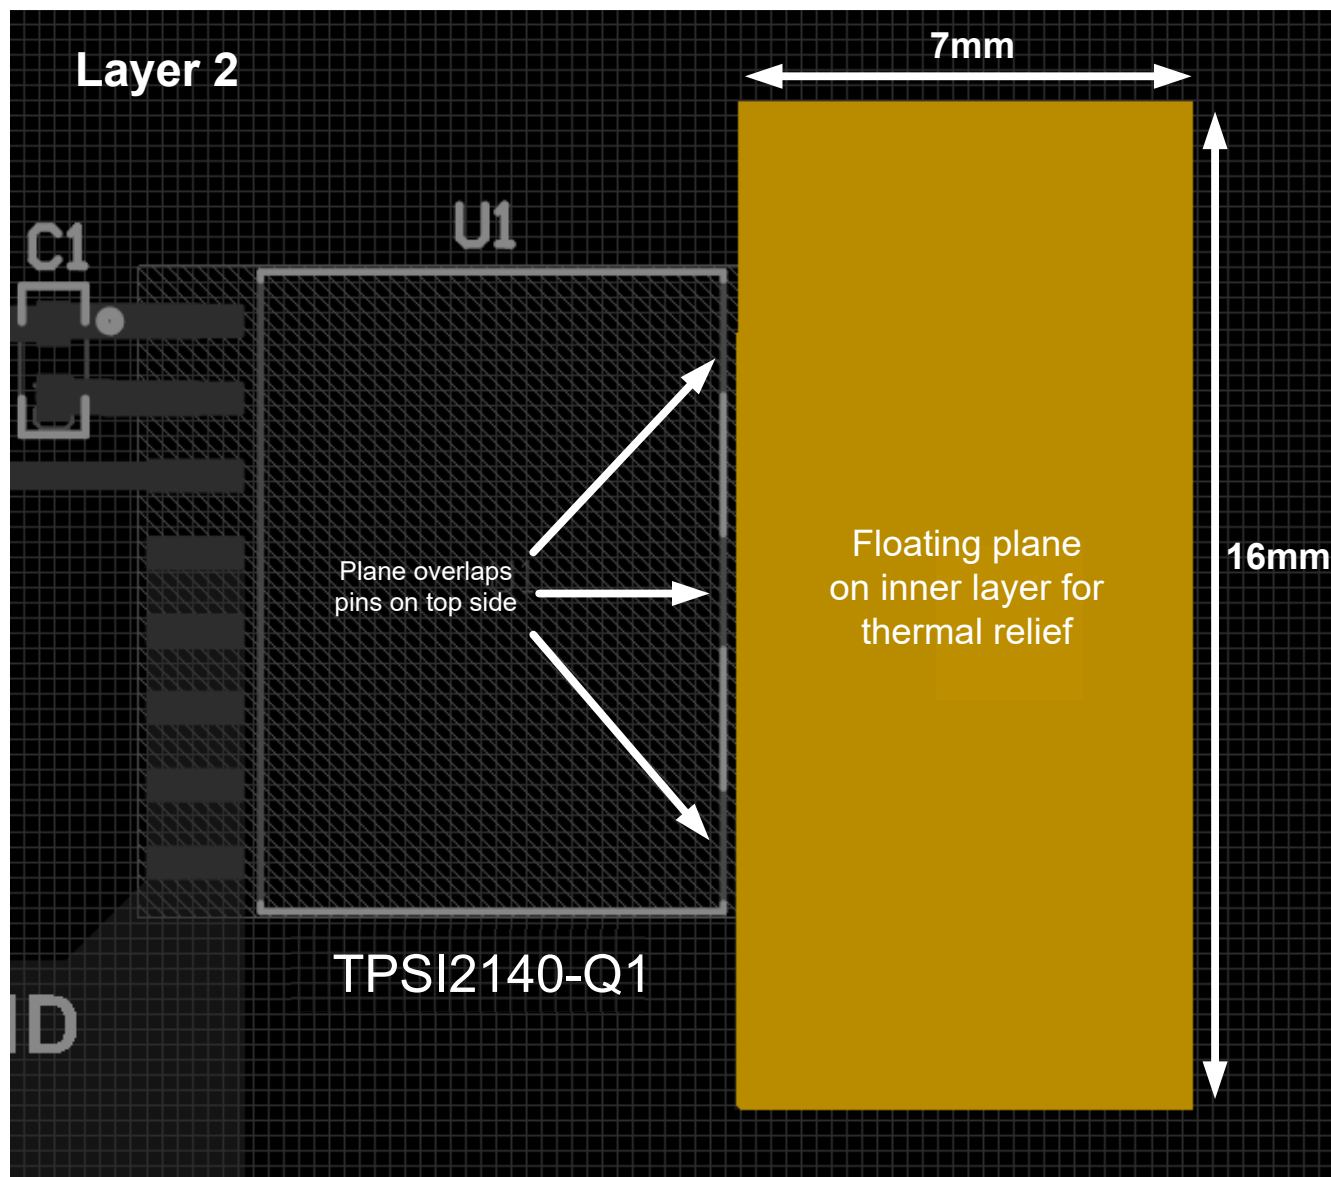 Layer 2
7mm
U1
C1
16mm
Floating plane
on inner layer for
thermal relief
Plane overlaps
pins on top side
TPSI2140-Q1
D